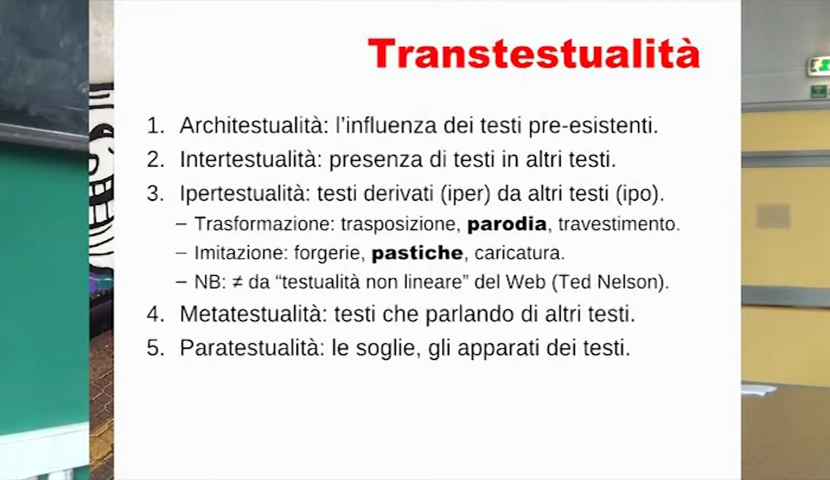 Transtestualità
1. Architestualità: l'influenza dei testi pre-esistenti.
2. Intertestualità: presenza di testi in altri testi.
3. Ipertestualità: testi derivati (iper) da altri testi (ipo).
– Trasformazione: trasposizione, parodia, travestimento.
– Imitazione: forgerie, pastiche, caricatura.
– NB: ≠ da “testualità non lineare” del Web (Ted Nelson).
4. Metatestualità: testi che parlando di altri testi.
5. Paratestualità: le soglie, gli apparati dei testi.